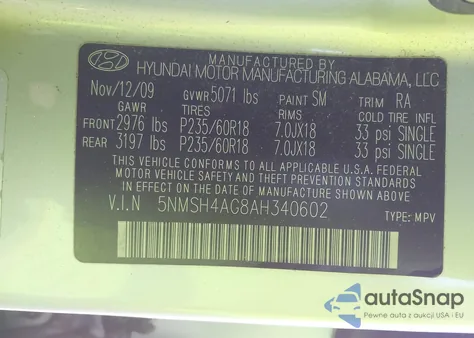 MANUFACTURED BY
HYUNDAI MOTOR MANUFACTURING ALABAMA, LLC
Nov/12/09 GVWR 5071 lbs PAINT SM TRIM RA
GAWR TIRES RIMS COLD TIRE INFL
FRONT 2976 lbs P235/60R18 7.0JX18 33 psi SINGLE
REAR 3197 lbs P235/60R18 7.0JX18 33 psi SINGLE
THIS VEHICLE CONFORMS TO ALL APPLICABLE U.S.A. FEDERAL
MOTOR VEHICLE SAFETY, BUMPER,
AND THEFT PREVENTION STANDARDS
IN EFFECT ON THE DATE OF MANUFACTURE SHOWN ABOVE.
V.I.N 5NMSH4AG8AH340602 TYPE: MPV
autoSnap
Pewne auta z aukcji USA i EU